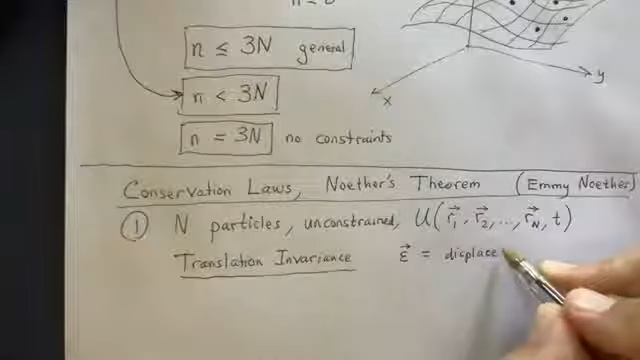 n ≤ 3N general
n < 3N
n = 3N no constraints
x
y
Conservation Laws, Noether's Theorem (Emmy Noether)
① N particles, unconstrained, U(r⃗₁, r⃗₂, ..., r⃗_N, t)
Translation Invariance ε⃗ = displace